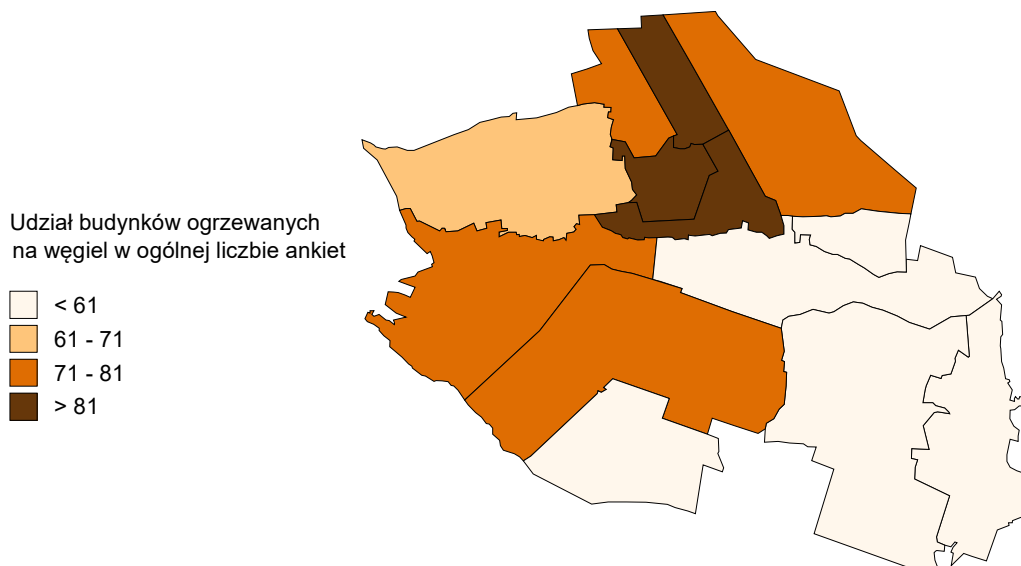 Udział budynków ogrzewanych
na węgiel w ogólnej liczbie ankiet
< 61
61 - 71
71 - 81
> 81